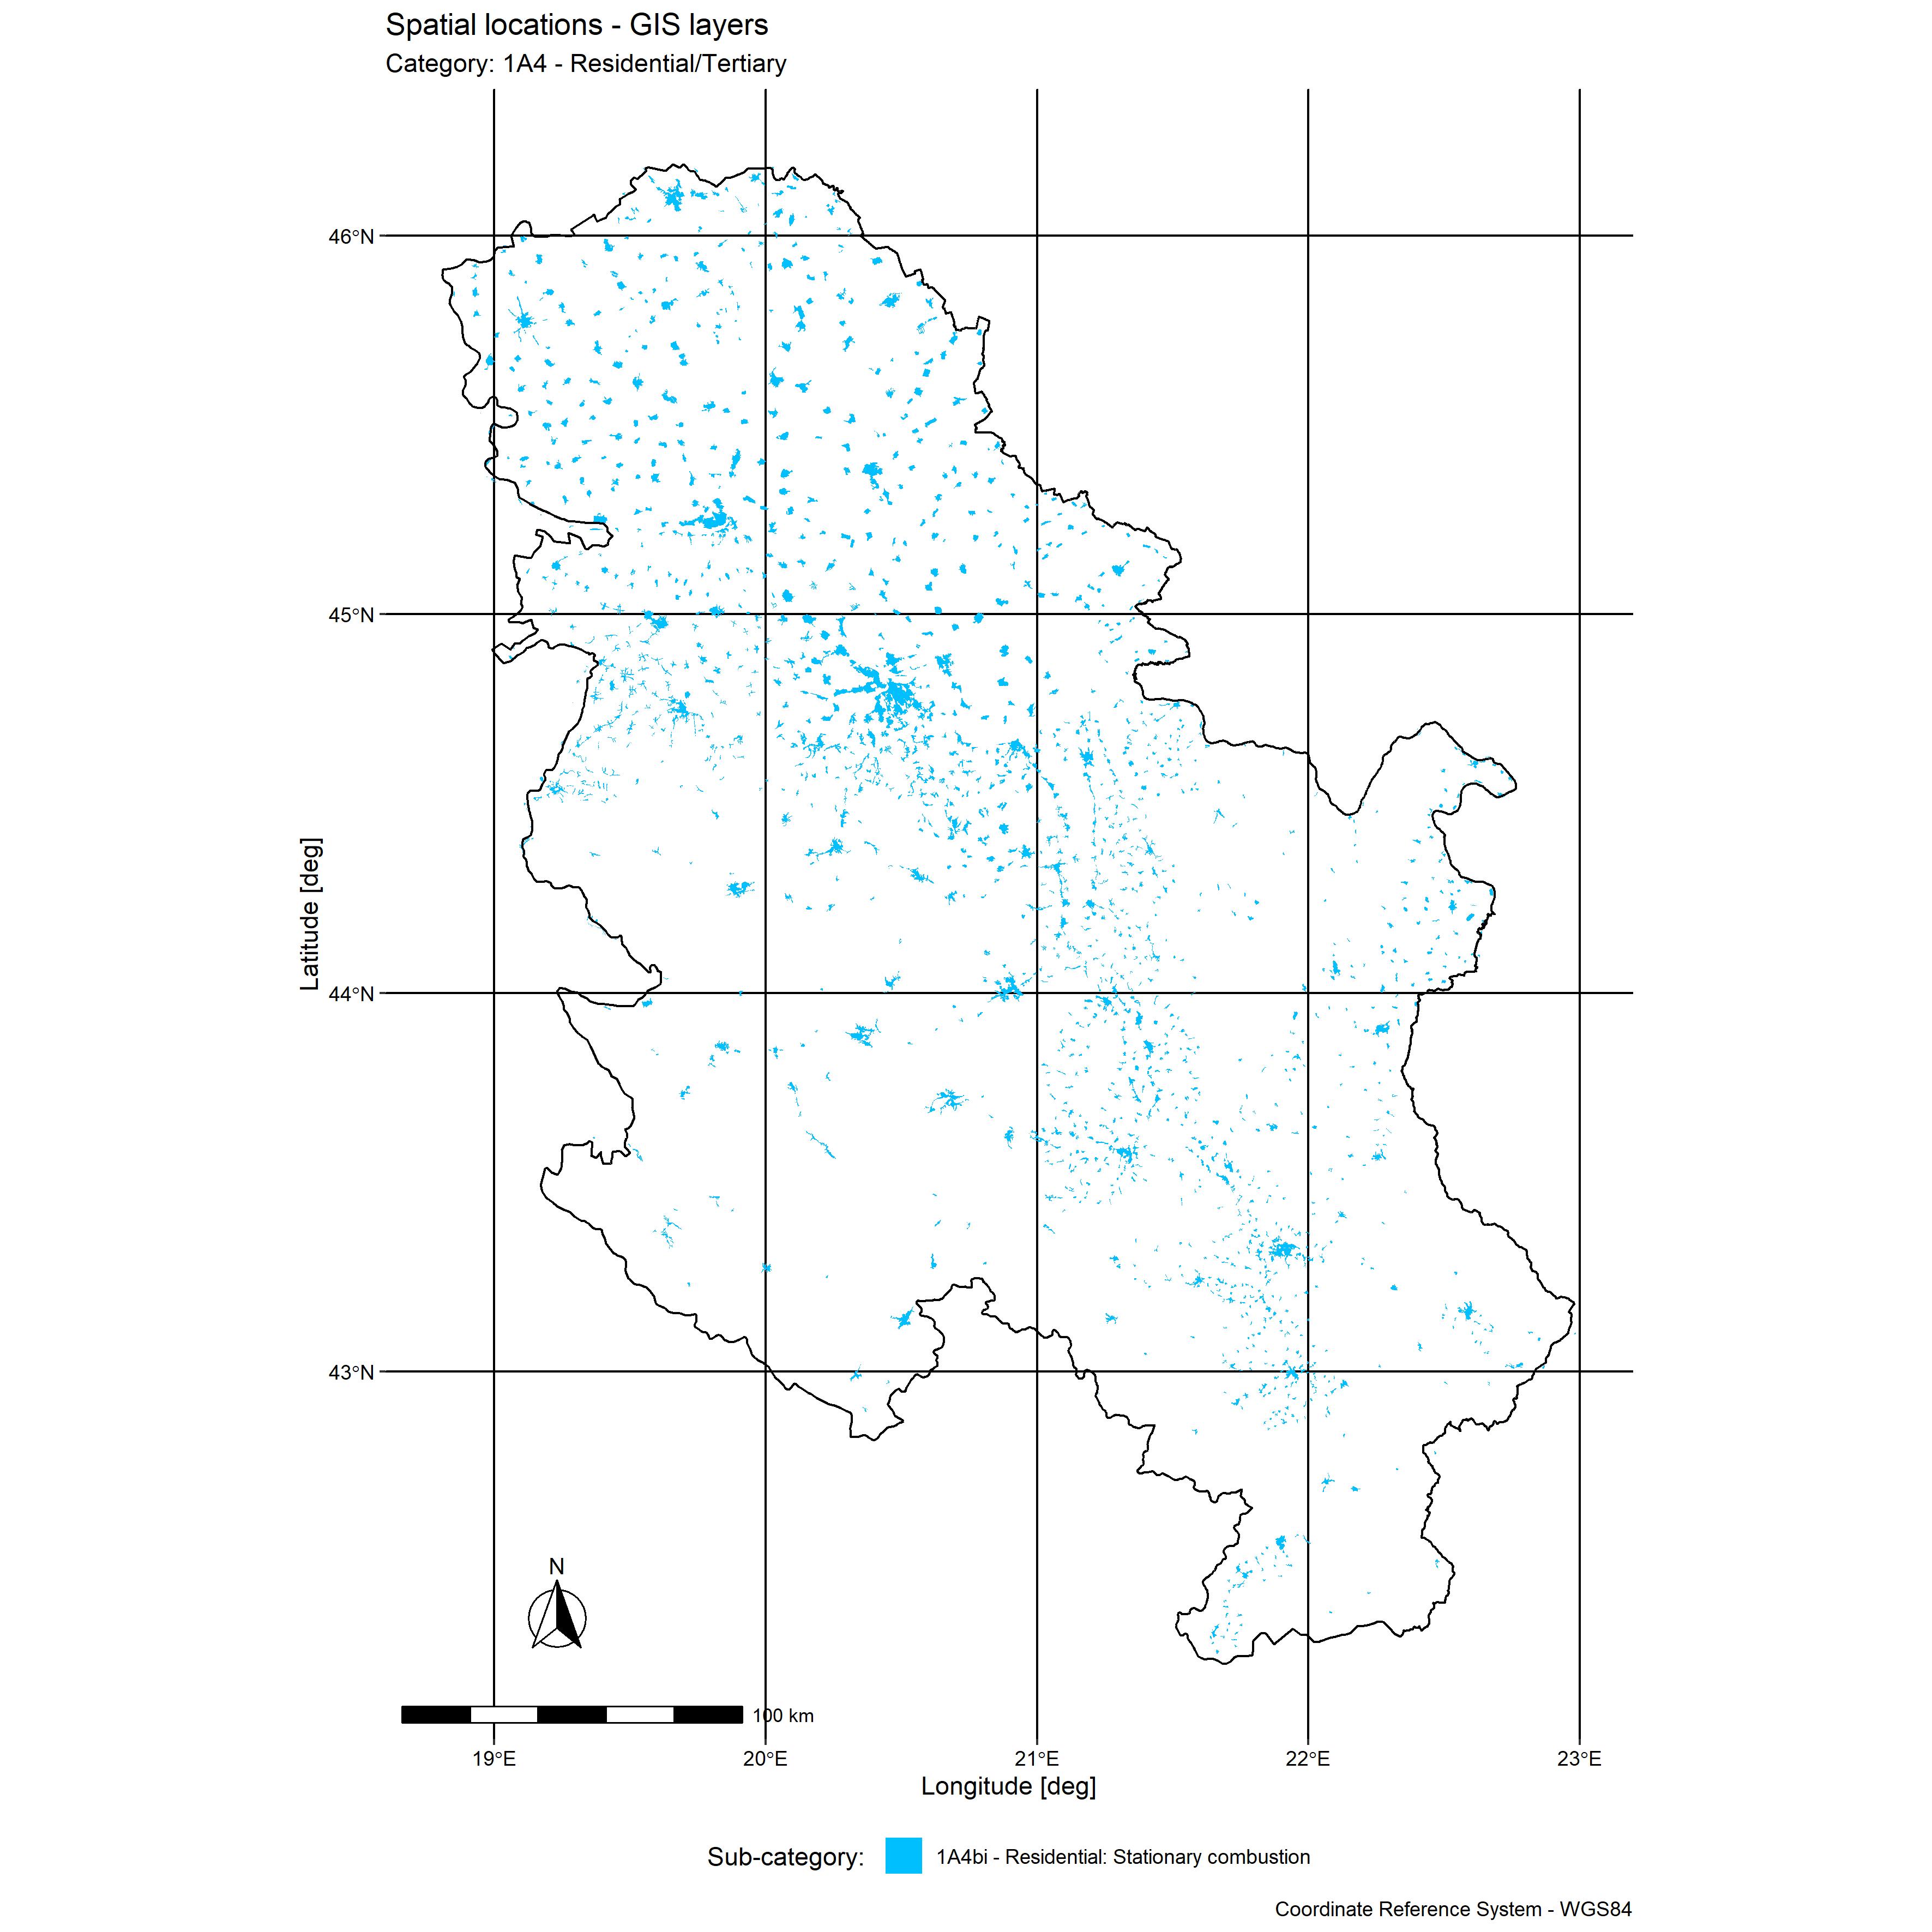 Spatial locations - GIS layers
Category: 1A4 - Residential/Tertiary
46°N
45°N
44°N
43°N
Latitude [deg]
N
100 km
19°E 20°E 21°E 22°E 23°E
Longitude [deg]
Sub-category: 1A4bi - Residential: Stationary combustion
Coordinate Reference System - WGS84